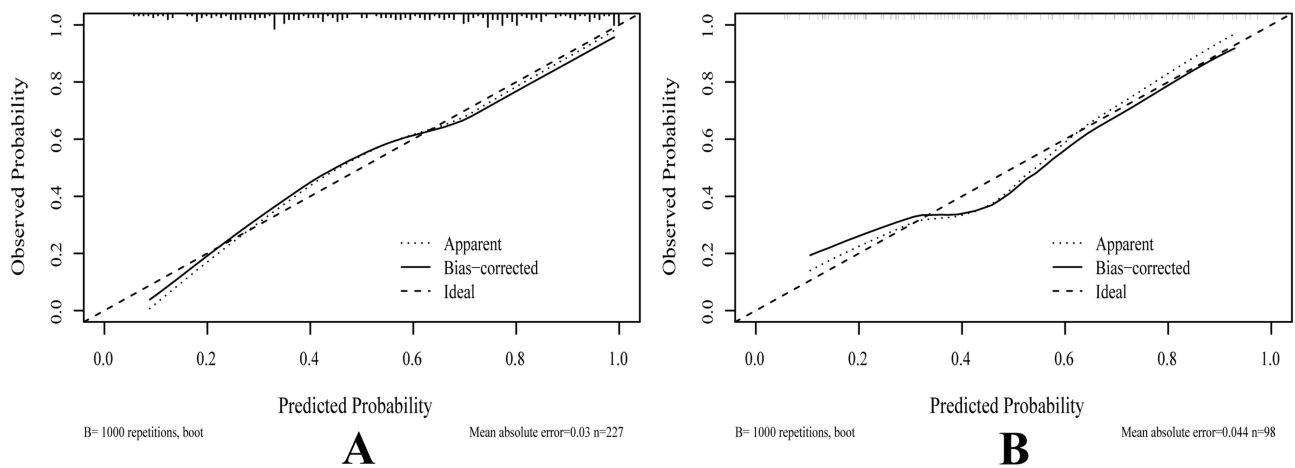 Observed Probability
1.0
0.8
0.6
0.4
0.2
0.0
Apparent
Bias−corrected
Ideal
0.0 0.2 0.4 0.6 0.8 1.0
Predicted Probability
B= 1000 repetitions, boot
Mean absolute error=0.03 n=227
A
Observed Probability
1.0
0.8
0.6
0.4
0.2
0.0
Apparent
Bias−corrected
Ideal
0.0 0.2 0.4 0.6 0.8 1.0
Predicted Probability
B= 1000 repetitions, boot
Mean absolute error=0.044 n=98
B